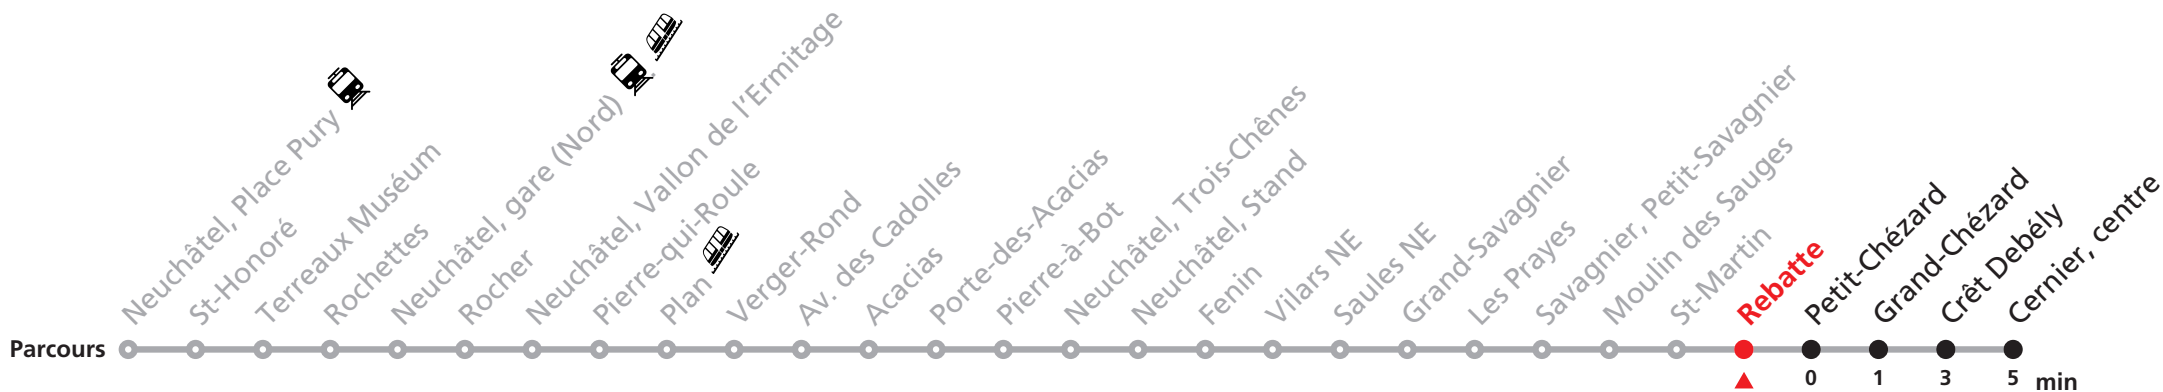 Neuchâtel, Place Pury
St-Honoré
Terreaux Muséum
Rochettes
Neuchâtel, gare (Nord)
Rocher
Neuchâtel, Vallon de l'Ermitage
Pierre-qui-Roule
Plan
Verger-Rond
Av. des Cadolles
Acacias
Porte-des-Acacias
Pierre-à-Bot
Neuchâtel, Trois-Chênes
Neuchâtel, Stand
Fenin
Vilars NE
Saules NE
Grand-Savagnier
Les Prayes
Savagnier, Petit-Savagnier
Moulin des Sauges
St-Martin
Rebatte
Petit-Chézard
Grand-Chézard
Crêt Debély
Cernier, centre
Parcours
0 1 3 5 min